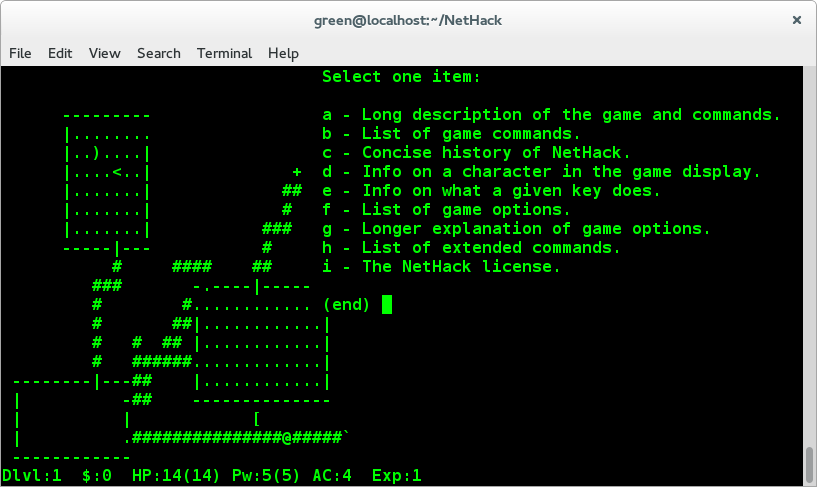 green@localhost:~/NetHack ×
File Edit View Search Terminal Help
                                Select one item:

      ---------                 a - Long description of the game and commands.
      |........                 b - List of game commands.
      |..)....|                 c - Concise history of NetHack.
      |....<..|              +  d - Info on a character in the game display.
      |.......|             ##  e - Info on what a given key does.
      |.......|             #   f - List of game options.
      |.......|           ###   g - Longer explanation of game options.
      -----|---           #     h - List of extended commands.
           #     ####    ##     i - The NetHack license.
         ###       -.----|-----
         #        #............ (end)
         #       ##|............|
         #   #  ## |............|
         #   ######.............|
 --------|---##    |............|
 |          -##    --------------
 |          |            [
 |          .###############@#####`
 ------------
Dlvl:1  $:0  HP:14(14) Pw:5(5) AC:4  Exp:1